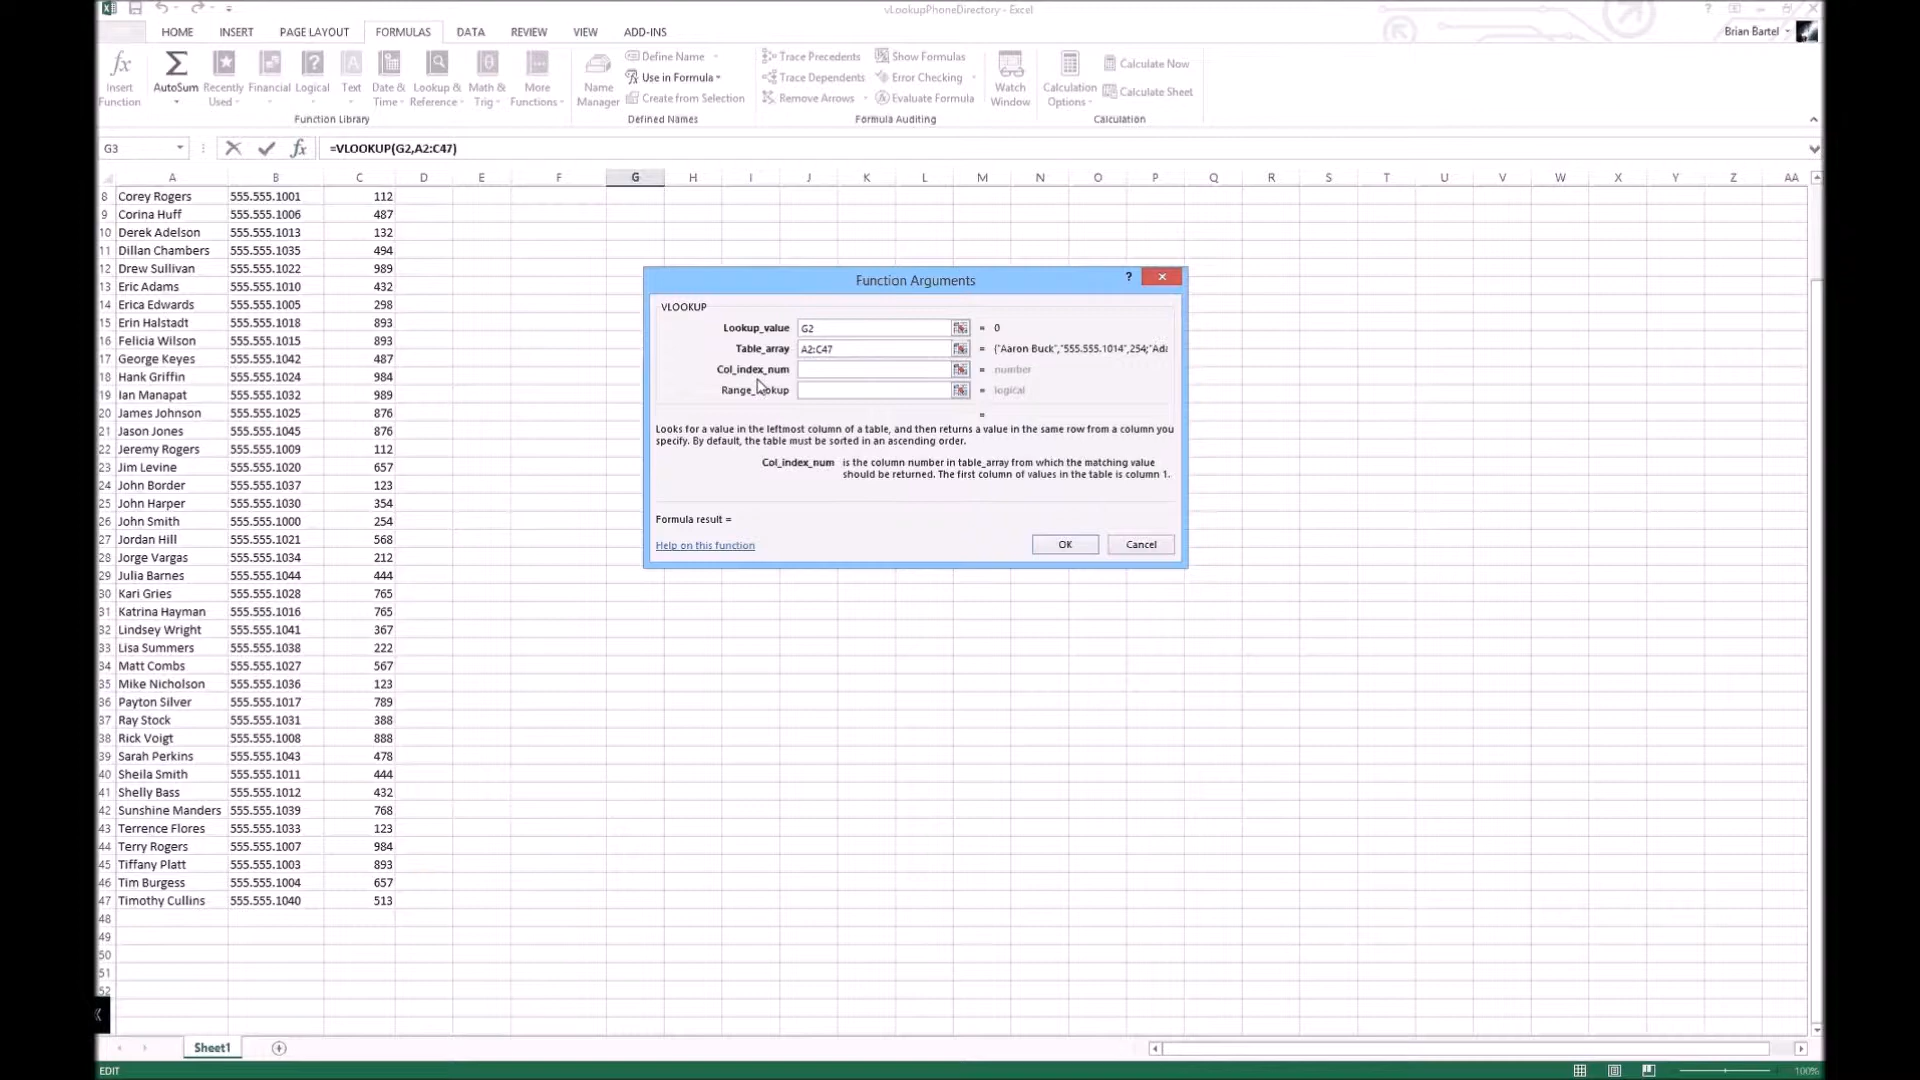 vLookupPhoneDirectory - Excel
HOME INSERT PAGE LAYOUT FORMULAS DATA REVIEW VIEW ADD-INS Brian Bartel
Insert Function AutoSum Recently Used Financial Logical Text Date & Time Lookup & Reference Math & Trig More Functions Function Library
Name Manager Define Name Use in Formula Create from Selection Defined Names
Trace Precedents Trace Dependents Remove Arrows Show Formulas Error Checking Evaluate Formula Watch Window Formula Auditing
Calculation Options Calculate Now Calculate Sheet Calculation
G3 fx =VLOOKUP(G2,A2:C47)
A B C D E F G H I J K L M N O P Q R S T U V W X Y Z AA
8 Corey Rogers 555.555.1001 112
9 Corina Huff 555.555.1006 487
10 Derek Adelson 555.555.1013 132
11 Dillan Chambers 555.555.1035 494
12 Drew Sullivan 555.555.1022 989
13 Eric Adams 555.555.1010 432
14 Erica Edwards 555.555.1005 298
15 Erin Halstadt 555.555.1018 893
16 Felicia Wilson 555.555.1015 893
17 George Keyes 555.555.1042 487
18 Hank Griffin 555.555.1024 984
19 Ian Manapat 555.555.1032 989
20 James Johnson 555.555.1025 876
21 Jason Jones 555.555.1045 876
22 Jeremy Rogers 555.555.1009 112
23 Jim Levine 555.555.1020 657
24 John Border 555.555.1037 123
25 John Harper 555.555.1030 354
26 John Smith 555.555.1000 254
27 Jordan Hill 555.555.1021 568
28 Jorge Vargas 555.555.1034 212
29 Julia Barnes 555.555.1044 444
30 Kari Gries 555.555.1028 765
31 Katrina Hayman 555.555.1016 765
32 Lindsey Wright 555.555.1041 367
33 Lisa Summers 555.555.1038 222
34 Matt Combs 555.555.1027 567
35 Mike Nicholson 555.555.1036 123
36 Payton Silver 555.555.1017 789
37 Ray Stock 555.555.1031 388
38 Rick Voigt 555.555.1008 888
39 Sarah Perkins 555.555.1043 478
40 Sheila Smith 555.555.1011 444
41 Shelly Bass 555.555.1012 432
42 Sunshine Manders 555.555.1039 768
43 Terrence Flores 555.555.1033 123
44 Terry Rogers 555.555.1007 984
45 Tiffany Platt 555.555.1003 893
46 Tim Burgess 555.555.1004 657
47 Timothy Cullins 555.555.1040 513
48
49
50
51
52
Function Arguments ?
VLOOKUP
Lookup_value G2 = 0
Table_array A2:C47 = {"Aaron Buck","555.555.1014",254;"Ada
Col_index_num = number
Range_lookup = logical
=
Looks for a value in the leftmost column of a table, and then returns a value in the same row from a column you
specify. By default, the table must be sorted in an ascending order.
Col_index_num is the column number in table_array from which the matching value
should be returned. The first column of values in the table is column 1.
Formula result =
Help on this function OK Cancel
Sheet1
EDIT 100%